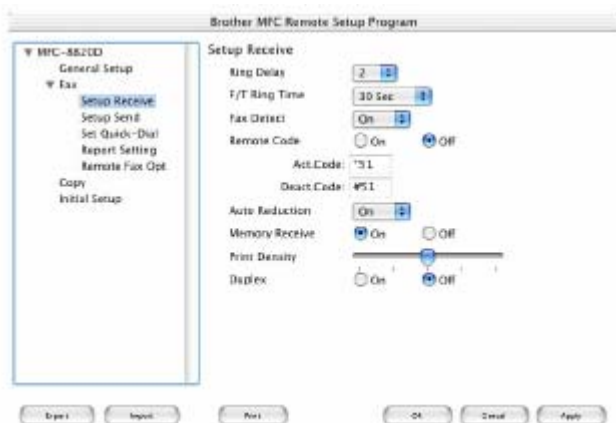 Brother MFC Remote Setup Program
MFC-8820D
General Setup
Fax
Setup Receive
Setup Send
Set Quick-Dial
Report Setting
Remote Fax Opt
Copy
Initial Setup
Setup Receive
Ring Delay 2
F/T Ring Time 30 Sec
Fax Detect On
Remote Code On Off
Act.Code: *51
Deact.Code: #51
Auto Reduction On
Memory Receive On Off
Print Density
Duplex On Off
Export Import Print OK Cancel Apply